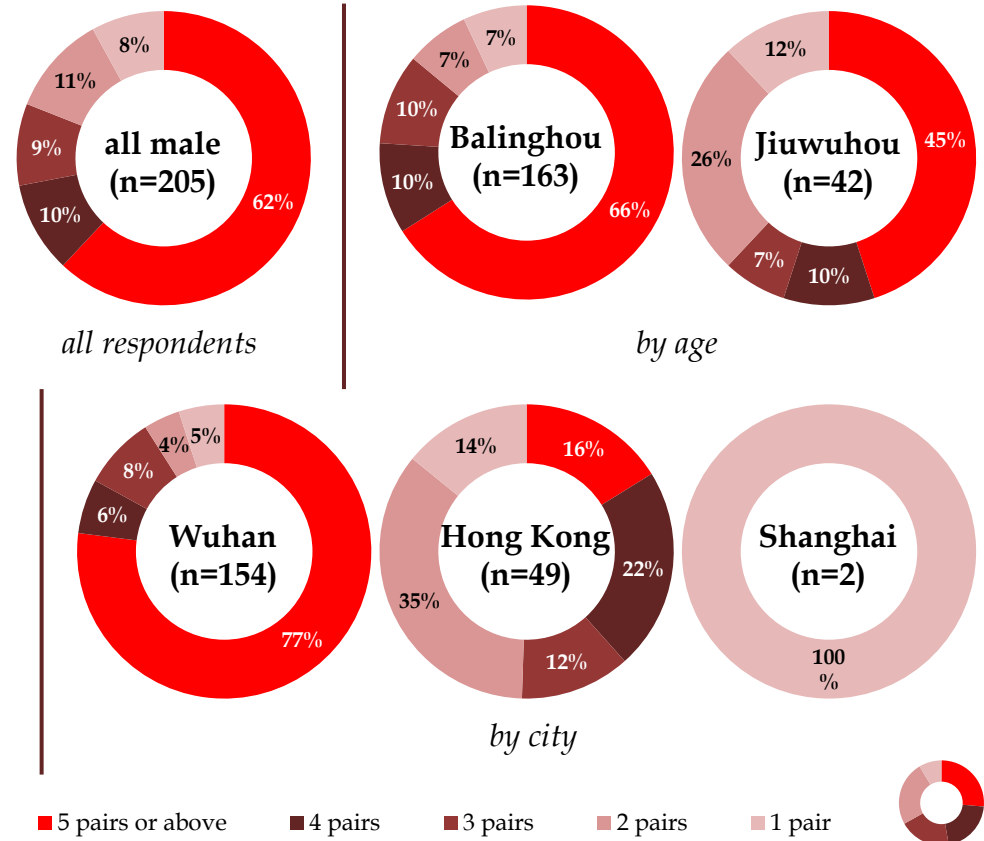 8%
11%
9%
10%
62%
all male
(n=205)
all respondents
7%
7%
10%
10%
66%
Balinghou
(n=163)
12%
26%
7%
10%
45%
Jiuwuhou
(n=42)
by age
5%
4%
8%
6%
77%
Wuhan
(n=154)
14%
16%
35%
22%
12%
Hong Kong
(n=49)
Shanghai
(n=2)
100
%
by city
5 pairs or above
4 pairs
3 pairs
2 pairs
1 pair